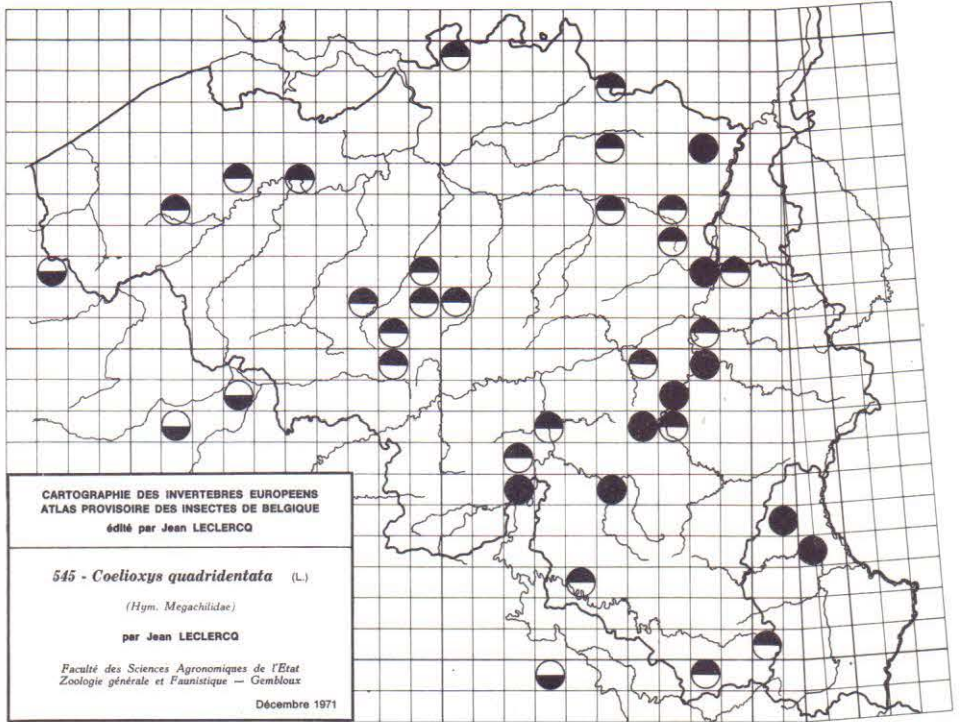 CARTOGRAPHIE DES INVERTEBRES EUROPEENS
ATLAS PROVISOIRE DES INSECTES DE BELGIQUE
édité par Jean LECLERCQ
545 - Coelioxys quadridentata (L.)
(Hym. Megachilidae)
par Jean LECLERCQ
Faculté des Sciences Agronomiques de l'Etat
Zoologie générale et Faunistique — Gembloux
Décembre 1971